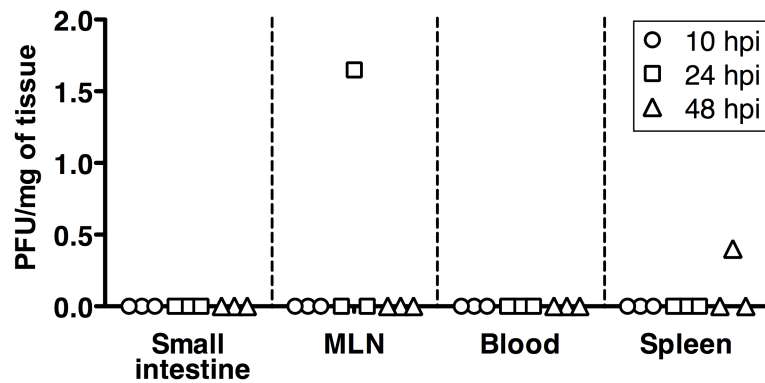 2.0
1.5
1.0
0.5
0.0
PFU/mg of tissue
10 hpi
24 hpi
48 hpi
Small
intestine
MLN
Blood
Spleen